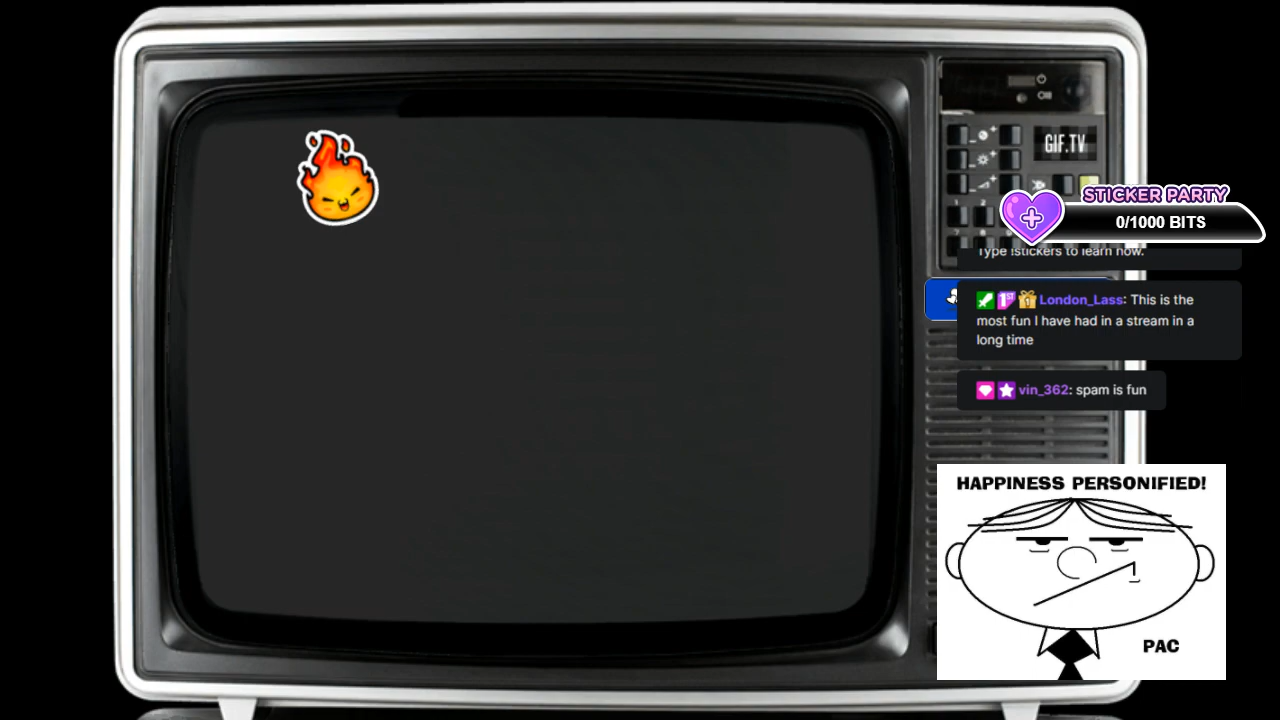 GIF.TV
STICKER PARTY
0/1000 BITS
Type !stickers to learn now.
London_Lass: This is the
most fun I have had in a stream in a
long time
vin_362: spam is fun
HAPPINESS PERSONIFIED!
PAC